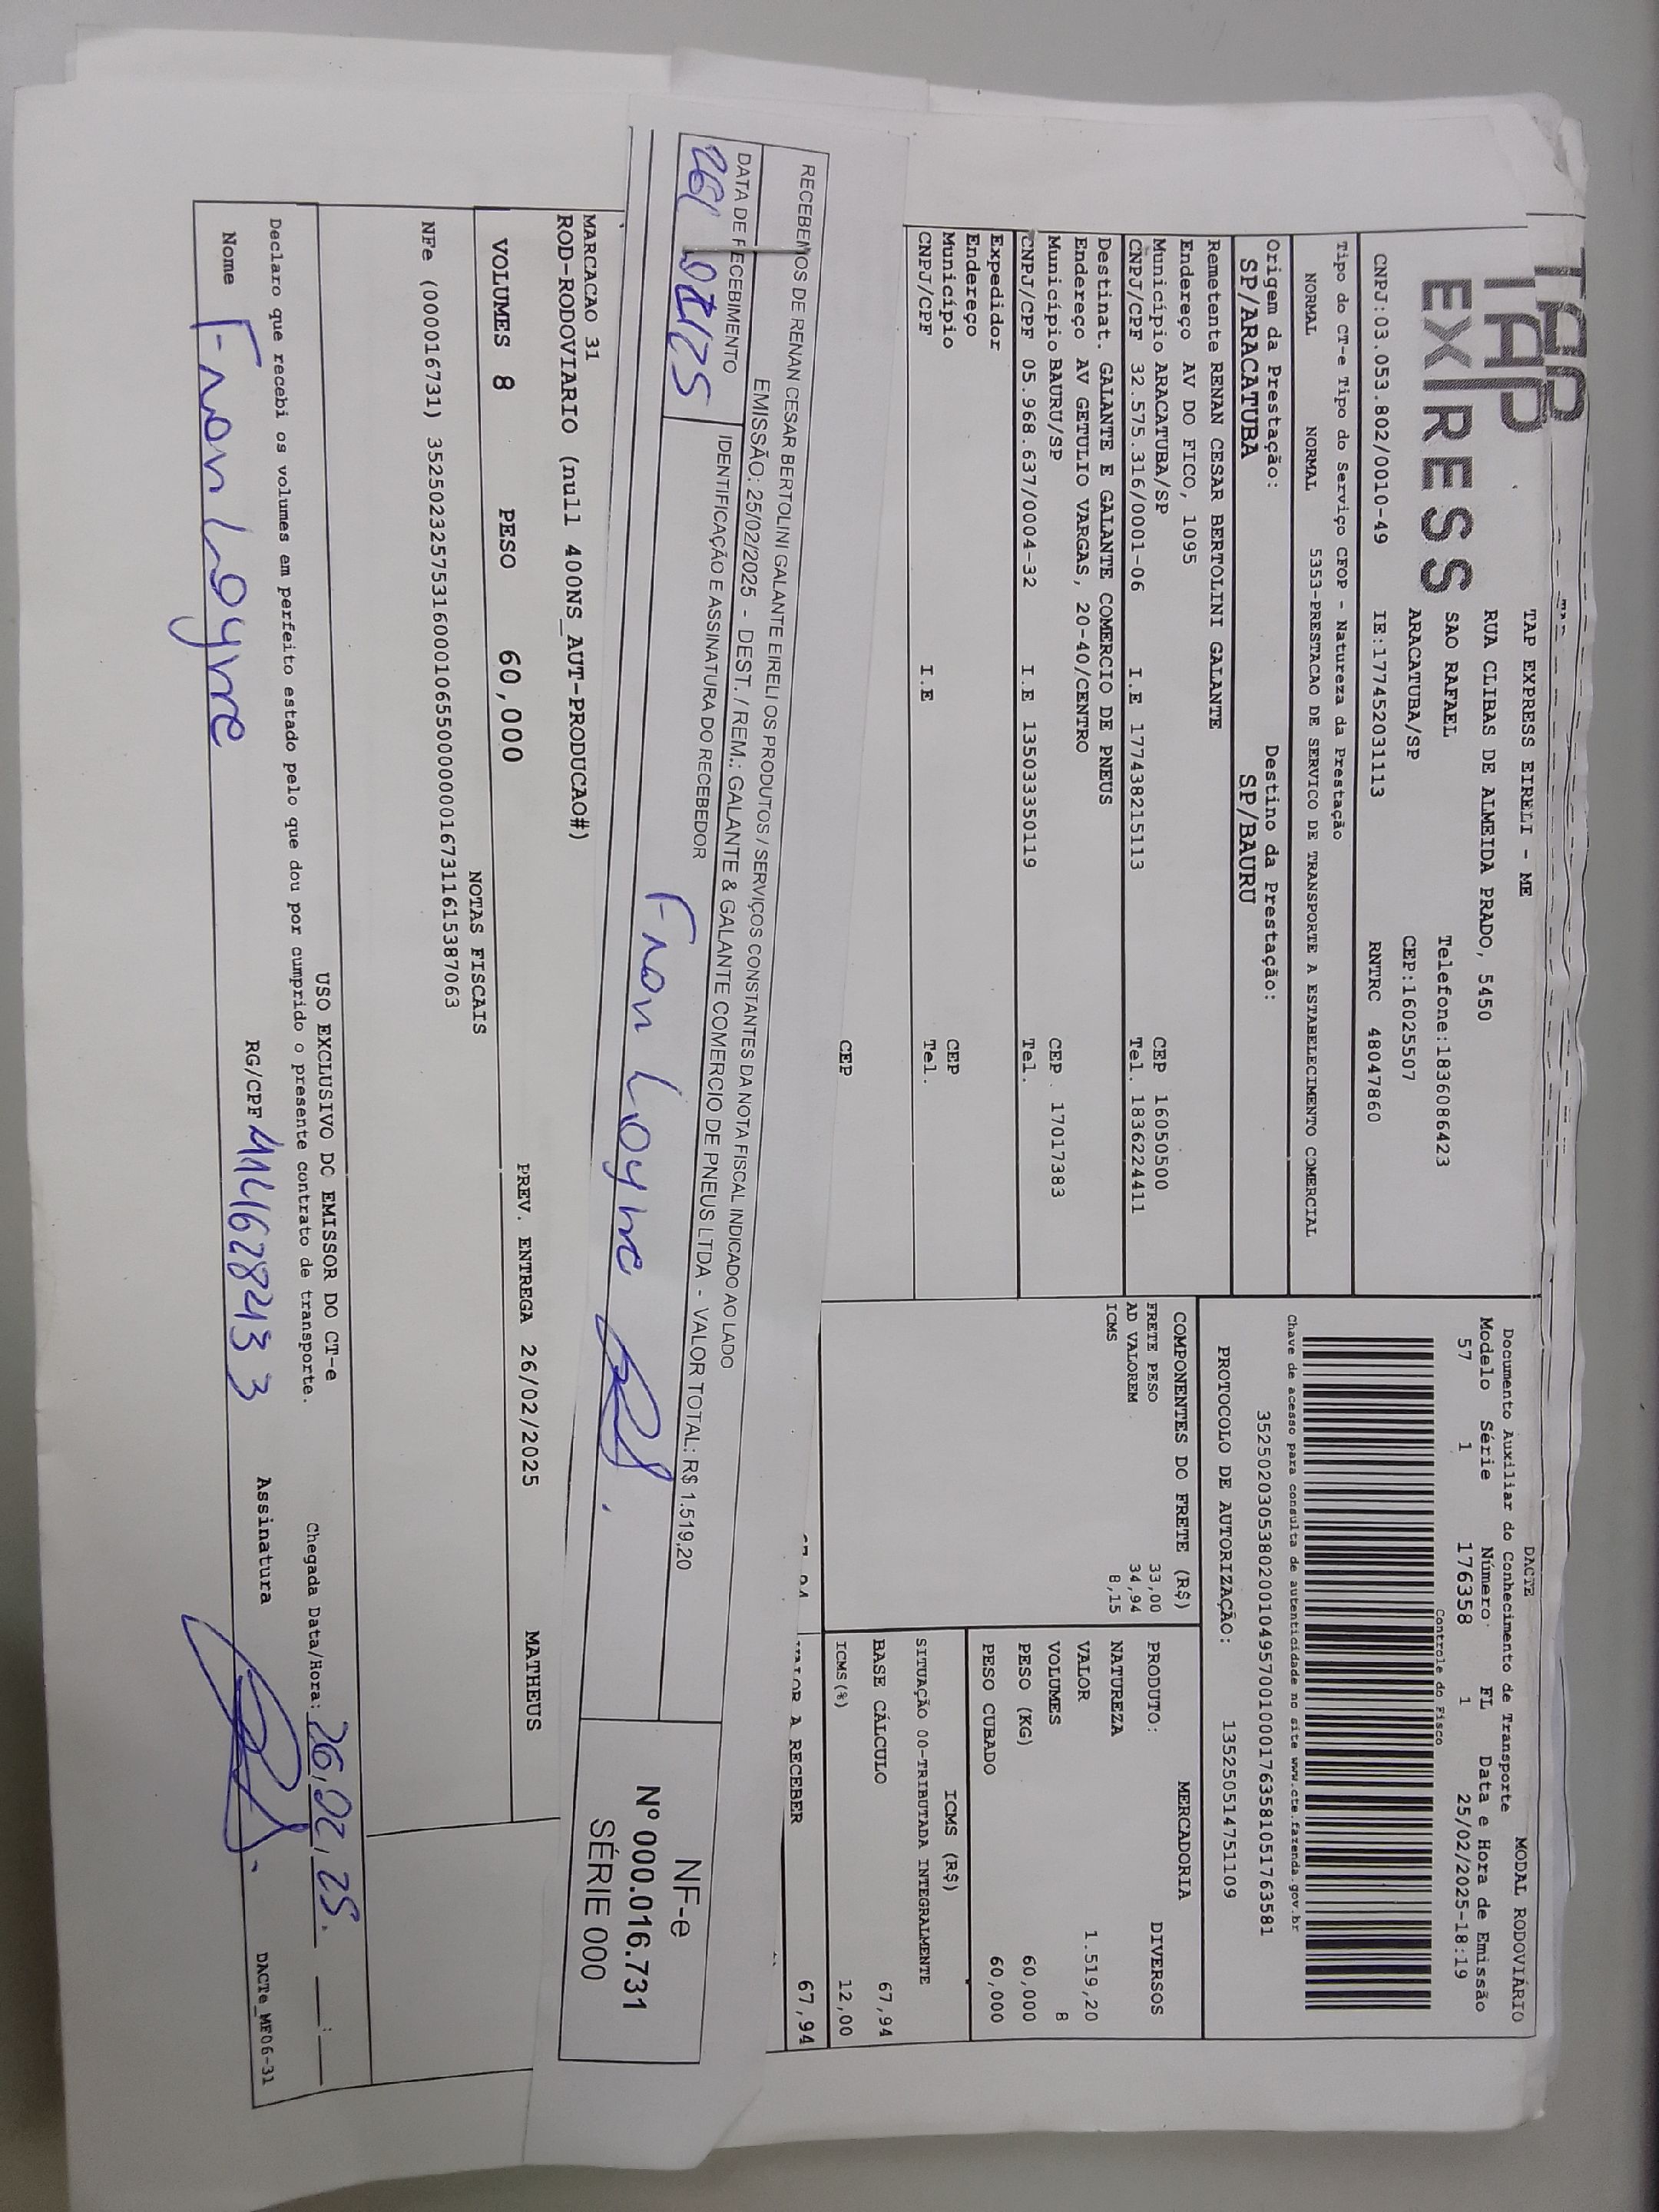 TAP
EXPRESS
TAP EXPRESS EIRELI - ME
RUA CLIBAS DE ALMEIDA PRADO, 5450
SAO RAFAEL Telefone:1836086423
ARACATUBA/SP CEP:16025507
CNPJ:03.053.802/0010-49 IE:177452031113 RNTRC 48047860
Tipo do CT-e Tipo do Serviço CFOP - Natureza da Prestação
NORMAL NORMAL 5353-PRESTACAO DE SERVICO DE TRANSPORTE A ESTABELECIMENTO COMERCIAL
Origem da Prestação: Destino da Prestação:
SP/ARACATUBA SP/BAURU
Remetente RENAN CESAR BERTOLINI GALANTE
Endereço AV DO FICO, 1095
Município ARACATUBA/SP CEP 16050500
CNPJ/CPF 32.575.316/0001-06 I.E 177438215113 Tel. 1836224411
Destinat. GALANTE E GALANTE COMERCIO DE PNEUS
Endereço AV GETULIO VARGAS, 20-40/CENTRO
Município BAURU/SP CEP 17017383
CNPJ/CPF 05.968.637/0004-32 I.E 135033350119 Tel.
Expedidor
Endereço
Município CEP
CNPJ/CPF I.E Tel.
CEP
DACTE MODAL RODOVIÁRIO
Documento Auxiliar do Conhecimento de Transporte
Modelo Série Número FL Data e Hora de Emissão
57 1 176358 1 25/02/2025-18:19
Controle do Fisco
Chave de acesso para consulta de autenticidade no site www.cte.fazenda.gov.br
35250203053802001049570010001763581051763581
PROTOCOLO DE AUTORIZAÇÃO: 135250514751109
COMPONENTES DO FRETE (R$)
FRETE PESO 33,00
AD VALOREM 34,94
ICMS 8,15
MERCADORIA
PRODUTO: DIVERSOS
NATUREZA
VALOR 1.519,20
VOLUMES 8
PESO (KG) 60,000
PESO CUBADO 60,000
ICMS (R$)
SITUAÇÃO 00-TRIBUTADA INTEGRALMENTE
BASE CÁLCULO 67,94
ICMS(%) 12,00
VALOR A RECEBER 67,94
RECEBEMOS DE RENAN CESAR BERTOLINI GALANTE EIRELI OS PRODUTOS / SERVIÇOS CONSTANTES DA NOTA FISCAL INDICADO AO LADO
EMISSÃO: 25/02/2025 - DEST. / REM.: GALANTE & GALANTE COMERCIO DE PNEUS LTDA - VALOR TOTAL: R$ 1.519,20
DATA DE RECEBIMENTO IDENTIFICAÇÃO E ASSINATURA DO RECEBEDOR
26/02/25
NF-e
Nº 000.016.731
SÉRIE 000
MARCACAO 31
ROD-RODOVIARIO (null 400NS_AUT-PRODUCAO#)
VOLUMES 8 PESO 60,000 PREV. ENTREGA 26/02/2025 MATHEUS
NOTAS FISCAIS
NFe (000016731) 3525023257531600010655000000016731161615387063
USO EXCLUSIVO DO EMISSOR DO CT-e
Declaro que recebi os volumes em perfeito estado pelo que dou por cumprido o presente contrato de transporte. Chegada Data/Hora: 26,02,25. __:__
Nome RG/CPF Assinatura
DACTe_MF06-31